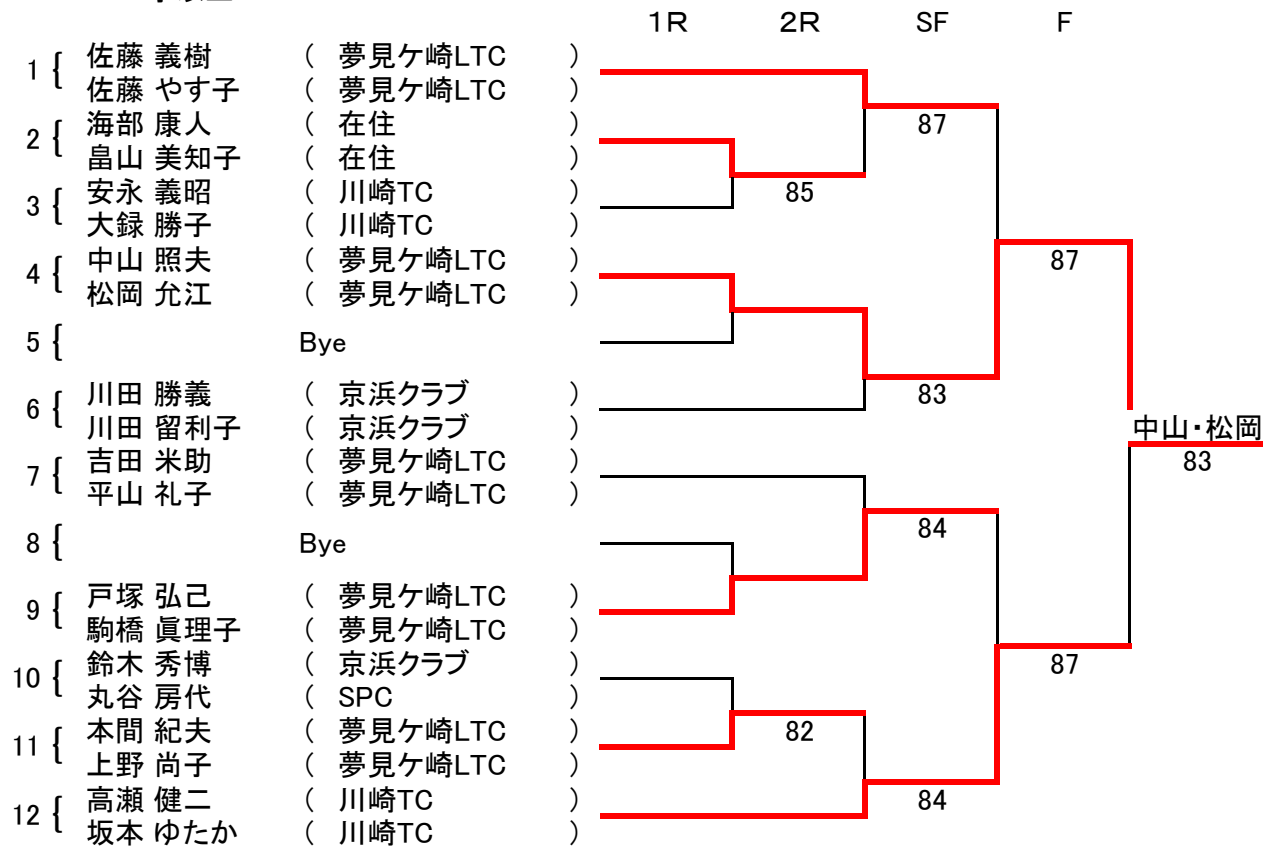 1R 2R SF F
1 { 佐藤 義樹 ( 夢見ケ崎LTC )
佐藤 やす子 ( 夢見ケ崎LTC )
87
2 { 海部 康人 ( 在住 )
畠山 美知子 ( 在住 )
85
3 { 安永 義昭 ( 川崎TC )
大録 勝子 ( 川崎TC )
87
4 { 中山 照夫 ( 夢見ケ崎LTC )
松岡 允江 ( 夢見ケ崎LTC )
5 { Bye
83
6 { 川田 勝義 ( 京浜クラブ )
川田 留利子 ( 京浜クラブ )
中山・松岡
83
7 { 吉田 米助 ( 夢見ケ崎LTC )
平山 礼子 ( 夢見ケ崎LTC )
84
8 { Bye
9 { 戸塚 弘己 ( 夢見ケ崎LTC )
駒橋 眞理子 ( 夢見ケ崎LTC )
87
10 { 鈴木 秀博 ( 京浜クラブ )
丸谷 房代 ( SPC )
82
11 { 本間 紀夫 ( 夢見ケ崎LTC )
上野 尚子 ( 夢見ケ崎LTC )
84
12 { 高瀬 健二 ( 川崎TC )
坂本 ゆたか ( 川崎TC )